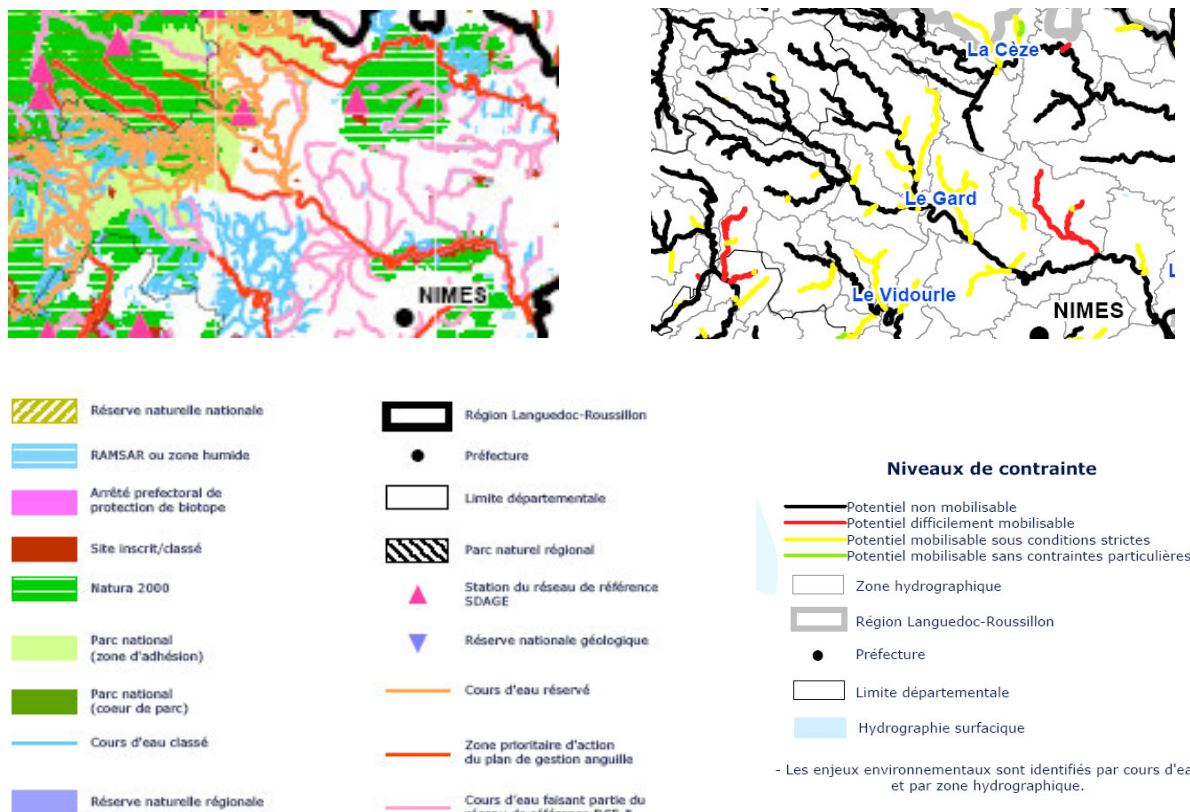 NIMES
La Cèze
Le Gard
Le Vidourle
L
NIMES
Réserve naturelle nationale
RAMSAR ou zone humide
Arrêté prefectoral de
protection de biotope
Site inscrit/classé
Natura 2000
Parc national
(zone d'adhésion)
Parc national
(coeur de parc)
Cours d'eau classé
Réserve naturelle régionale
Région Languedoc-Roussillon
Préfecture
Limite départementale
Parc naturel régional
Station du réseau de référence
SDAGE
Réserve nationale géologique
Cours d'eau réservé
Zone prioritaire d'action
du plan de gestion anguille
Cours d'eau faisant partie du
Niveaux de contrainte
Potentiel non mobilisable
Potentiel difficilement mobilisable
Potentiel mobilisable sous conditions strictes
Potentiel mobilisable sans contraintes particulières
Zone hydrographique
Région Languedoc-Roussillon
Préfecture
Limite départementale
Hydrographie surfacique
- Les enjeux environnementaux sont identifiés par cours d'ea
et par zone hydrographique.